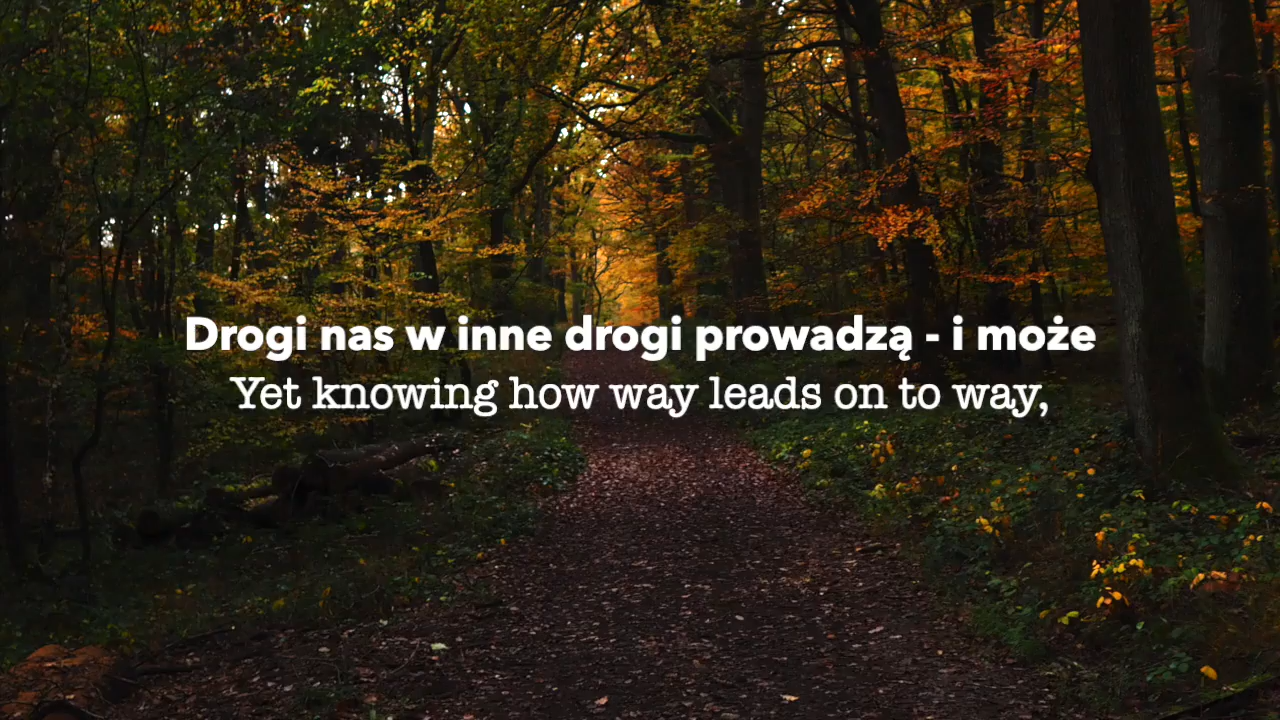 Drogi nas w inne drogi prowadzą - i może
Yet knowing how way leads on to way,